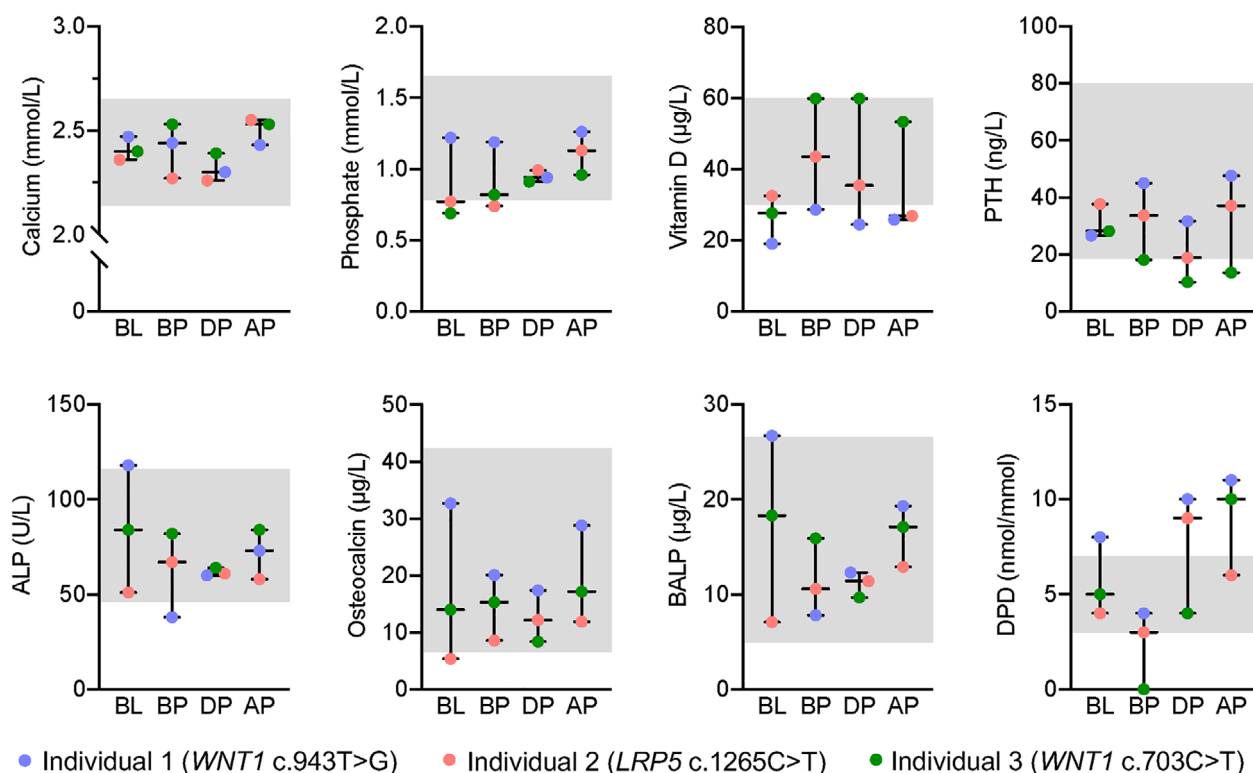 Calcium (mmol/L)
3.0
2.5
2.0
0
BL BP DP AP
Phosphate (mmol/L)
2.0
1.5
1.0
0.5
0.0
BL BP DP AP
Vitamin D (µg/L)
80
60
40
20
0
BL BP DP AP
PTH (ng/L)
100
80
60
40
20
0
BL BP DP AP
ALP (U/L)
150
100
50
0
BL BP DP AP
Osteocalcin (µg/L)
50
40
30
20
10
0
BL BP DP AP
BALP (µg/L)
30
20
10
0
BL BP DP AP
DPD (nmol/mmol)
15
10
5
0
BL BP DP AP
Individual 1 (WNT1 c.943T>G)
Individual 2 (LRP5 c.1265C>T)
Individual 3 (WNT1 c.703C>T)